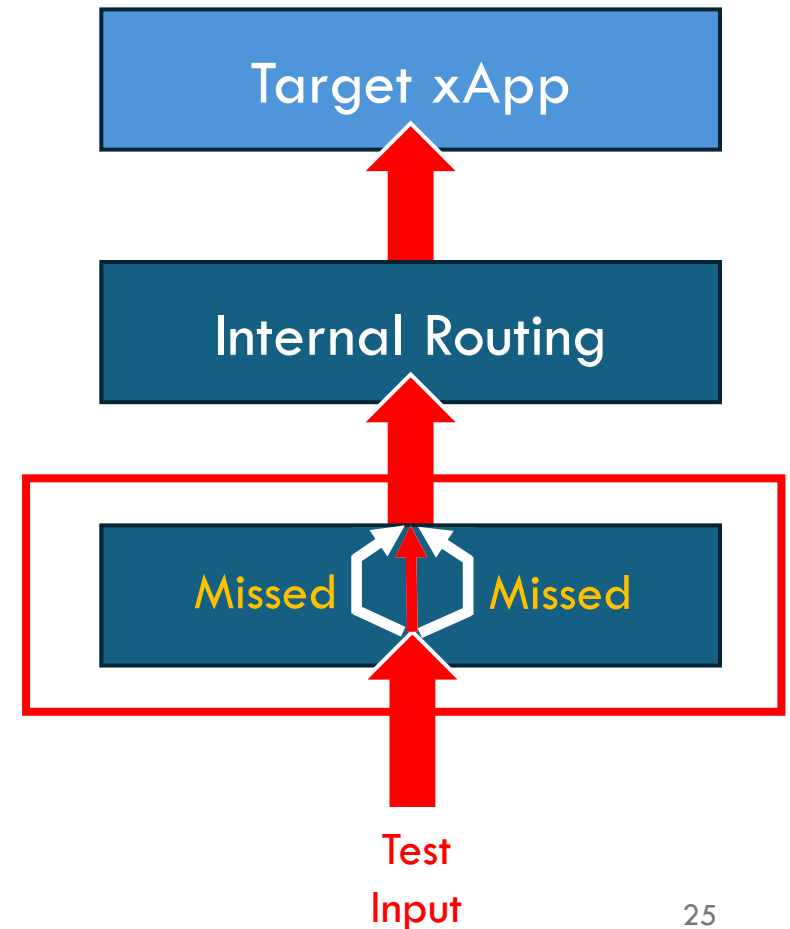 Target xApp
Internal Routing
Missed Missed
Test
Input
25